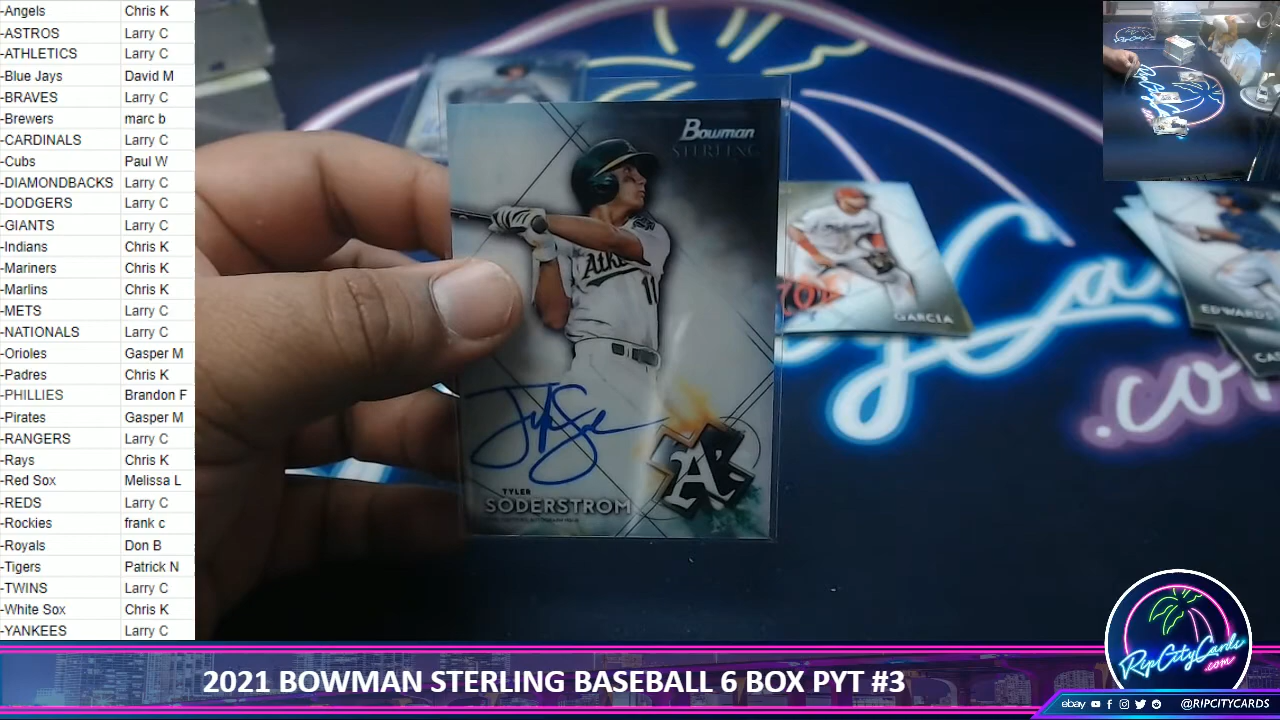 -Angels Chris K
-ASTROS Larry C
-ATHLETICS Larry C
-Blue Jays David M
-BRAVES Larry C
-Brewers marc b
-CARDINALS Larry C
-Cubs Paul W
-DIAMONDBACKS Larry C
-DODGERS Larry C
-GIANTS Larry C
-Indians Chris K
-Mariners Chris K
-Marlins Chris K
-METS Larry C
-NATIONALS Larry C
-Orioles Gasper M
-Padres Chris K
-PHILLIES Brandon F
-Pirates Gasper M
-RANGERS Larry C
-Rays Chris K
-Red Sox Melissa L
-REDS Larry C
-Rockies frank c
-Royals Don B
-Tigers Patrick N
-TWINS Larry C
-White Sox Chris K
-YANKEES Larry C
Bowman
STERLING
11
A's
TYLER
SODERSTROM
GARCIA
EDWARDS
CA
.com
RipCityCards
.com
2021 BOWMAN STERLING BASEBALL 6 BOX PYT #3
ebay @RIPCITYCARDS